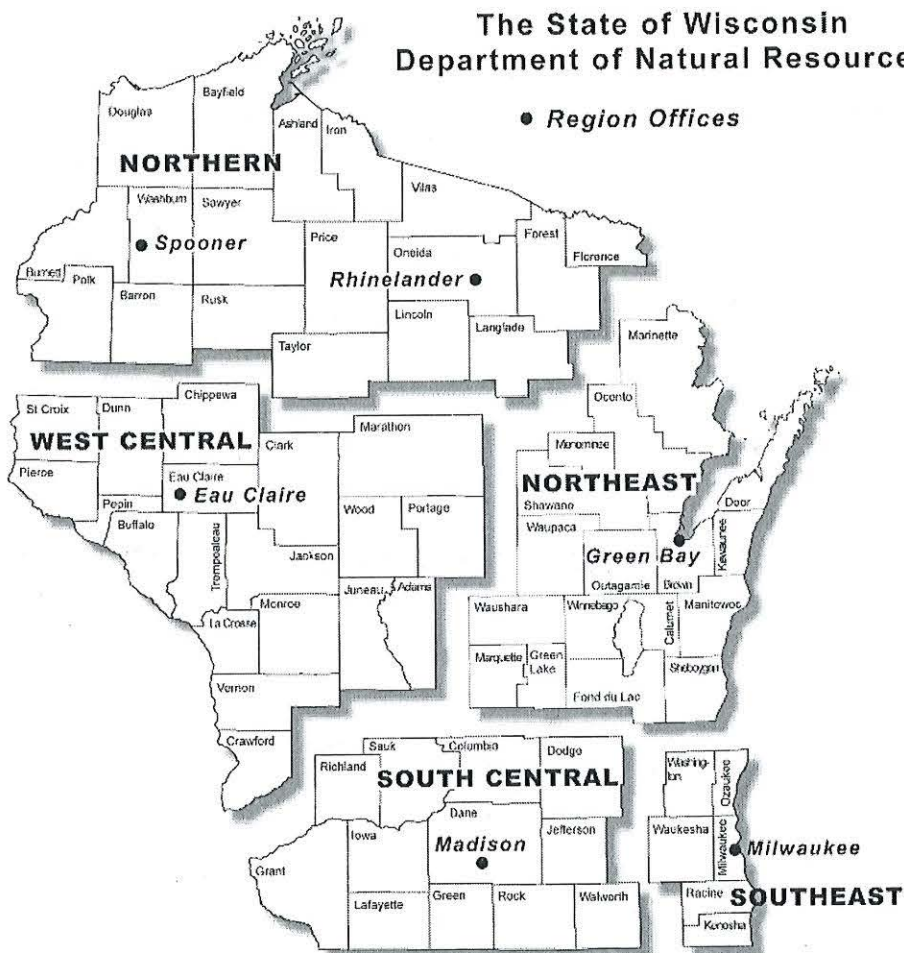 The State of Wisconsin
Department of Natural Resource
Region Offices
Douglas
Bayfield
Ashland
Iron
NORTHERN
Vilas
Washburn
Sawyer
Price
Oneida
Forest
Florence
Spooner
Rhinelander
Burnett
Polk
Barron
Rusk
Lincoln
Langlade
Taylor
Marinette
Chippewa
St Croix
Dunn
Oconto
WEST CENTRAL
Clark
Marathon
Menominee
Pierce
Eau Claire
Eau Claire
NORTHEAST
Pepin
Buffalo
Wood
Portage
Shawano
Waupaca
Door
Trempealeau
Jackson
Green Bay
Kewaunee
Outagamie
Brown
Juneau
Adams
Monroe
La Crosse
Waushara
Winnebago
Calumet
Manitowoc
Marquette
Green
Lake
Sheboygan
Vernon
Fond du Lac
Crawford
Sauk
Columbia
Dodge
Richland
SOUTH CENTRAL
Washing-
ton
Ozaukee
Dane
Iowa
Madison
Jefferson
Waukesha
Milwaukee
Milwaukee
Grant
Lafayette
Green
Rock
Walworth
Racine
SOUTHEAST
Kenosha